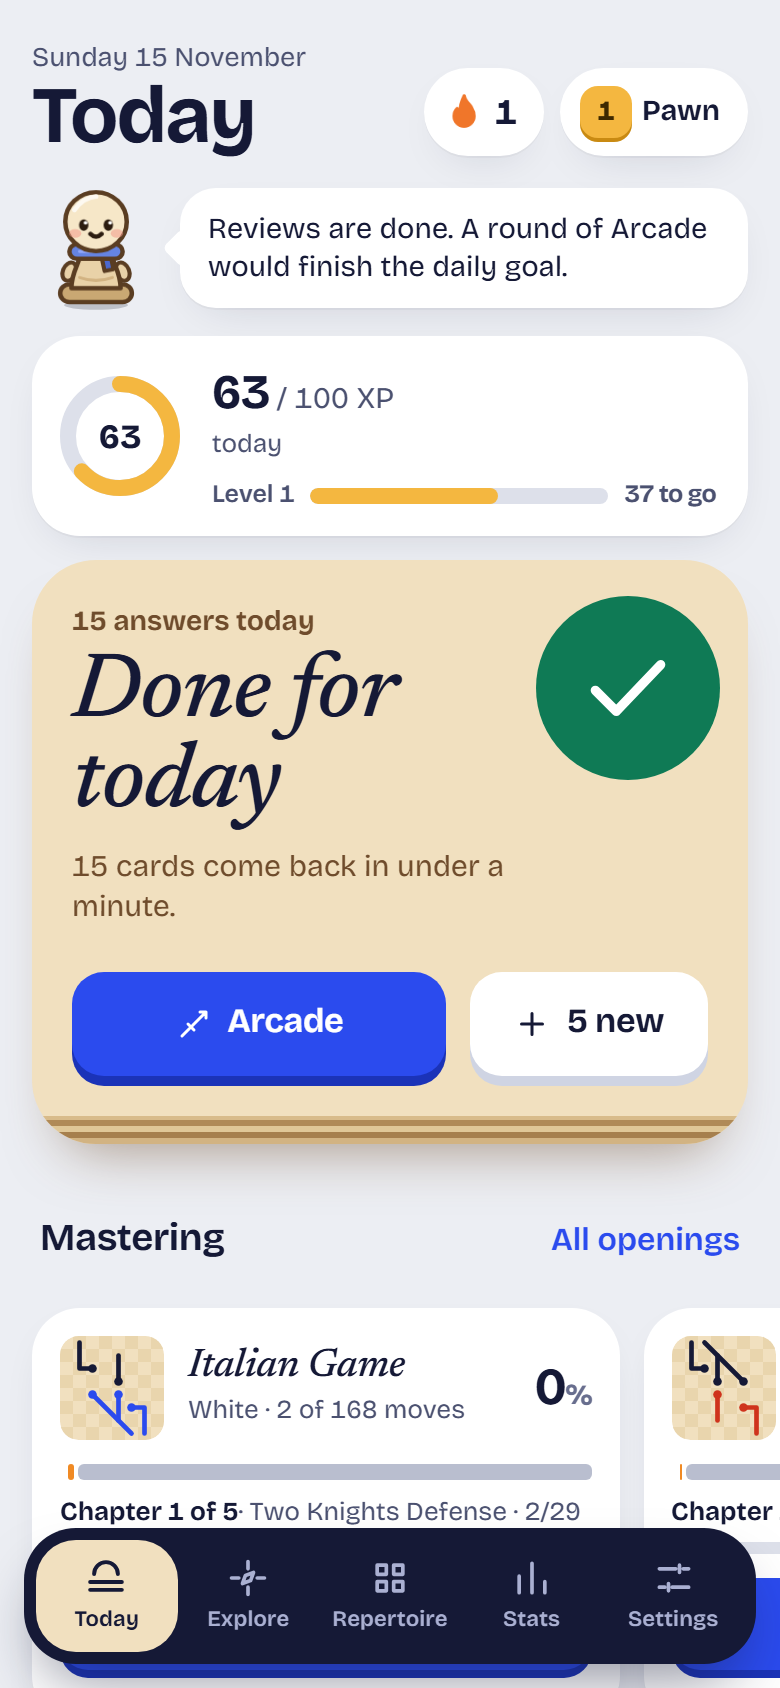 Sunday 15 November
Today
1
1 Pawn
Reviews are done. A round of Arcade
would finish the daily goal.
63
63 / 100 XP
today
Level 1
37 to go
15 answers today
Done for
today
15 cards come back in under a
minute.
Arcade
5 new
Mastering
All openings
Italian Game
White · 2 of 168 moves
0%
Chapter 1 of 5 · Two Knights Defense · 2/29
Chapter
Today
Explore
Repertoire
Stats
Settings